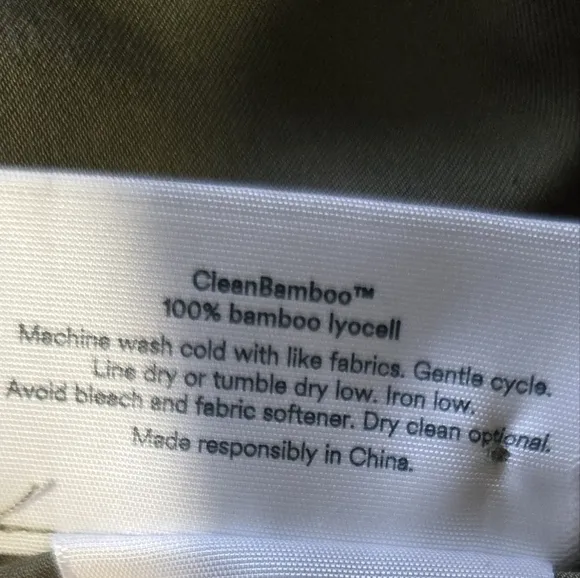 CleanBamboo™
100% bamboo lyocell
Machine wash cold with like fabrics. Gentle cycle.
Line dry or tumble dry low. Iron low.
Avoid bleach and fabric softener. Dry clean optional.
Made responsibly in China.